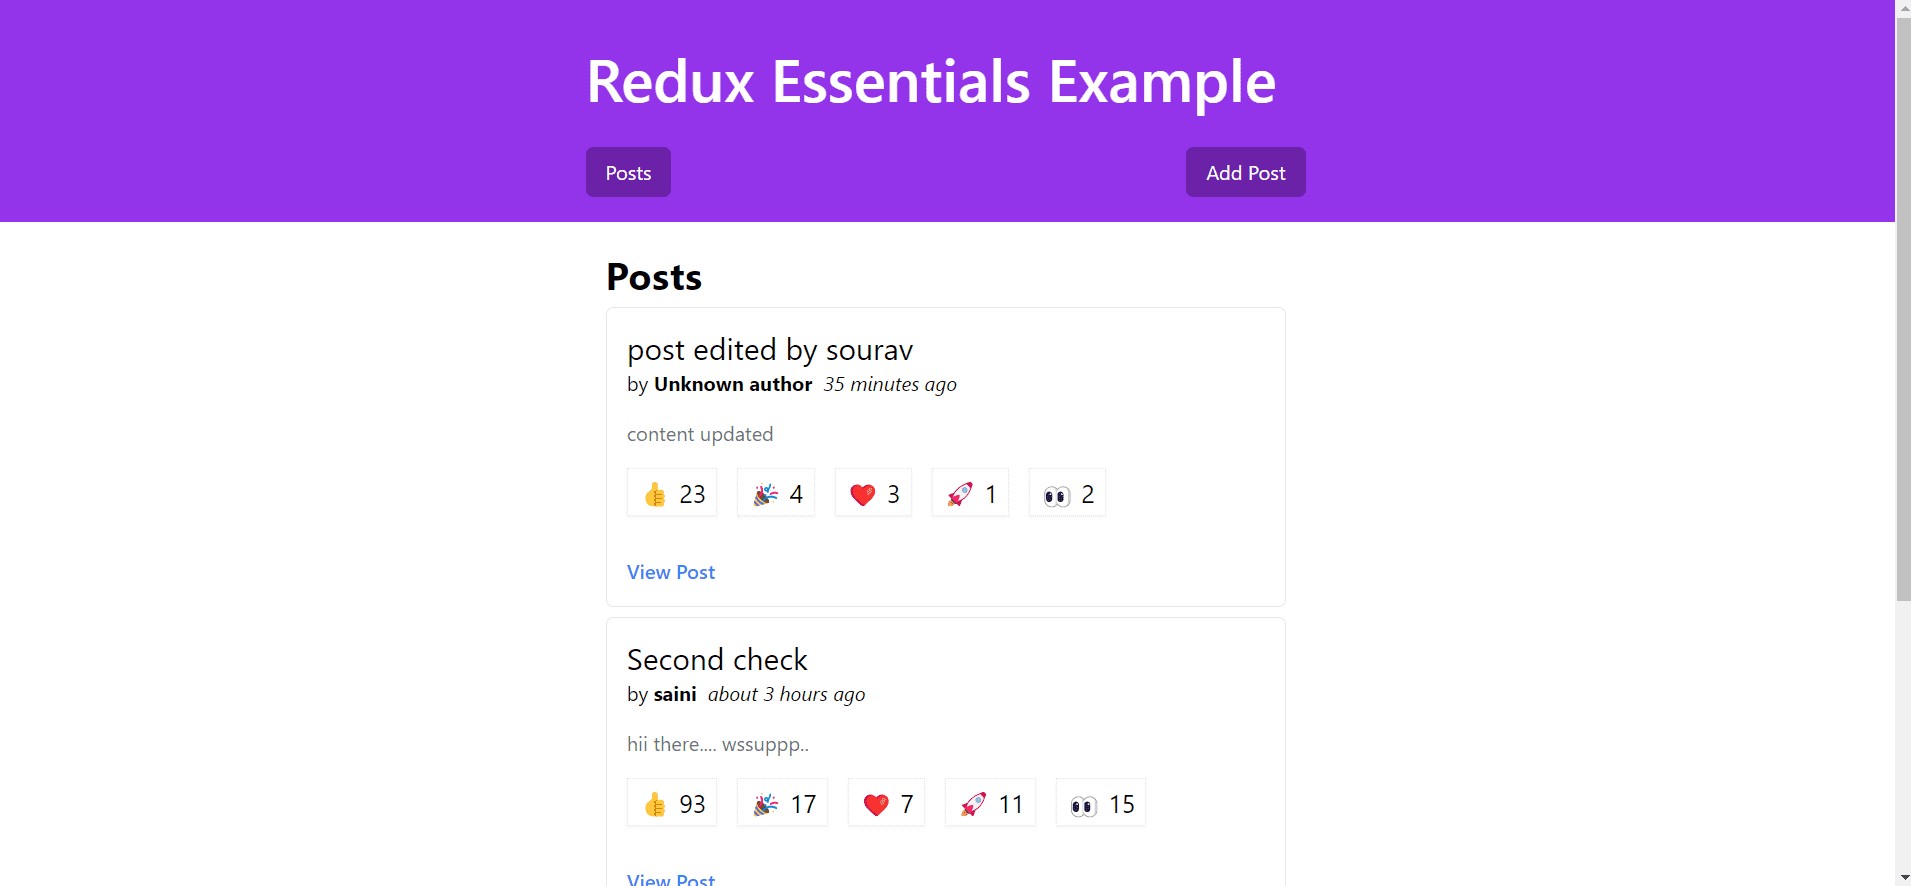 Redux Essentials Example
Posts Add Post
Posts
post edited by sourav
by Unknown author 35 minutes ago
content updated
👍 23 🎉 4 ❤️ 3 🚀 1 👀 2
View Post
Second check
by saini about 3 hours ago
hii there.... wssuppp..
👍 93 🎉 17 ❤️ 7 🚀 11 👀 15
View Post